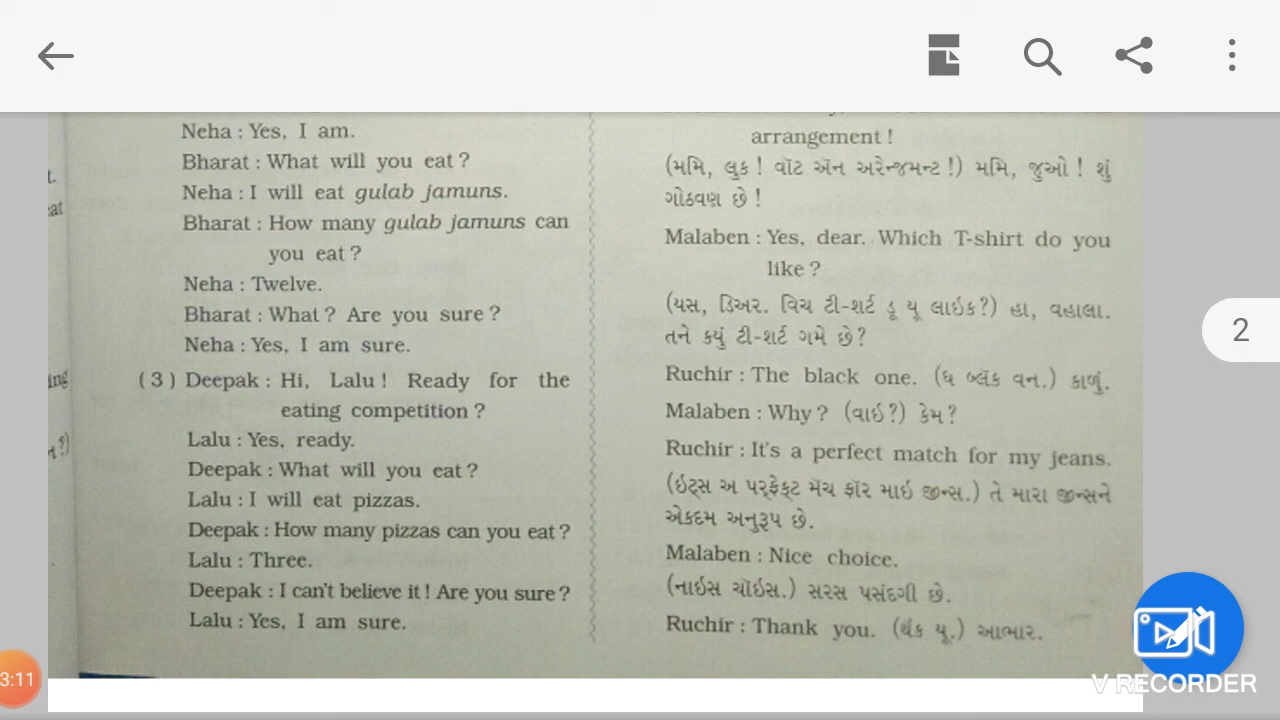 Neha : Yes, I am.
Bharat : What will you eat ?
Neha : I will eat gulab jamuns.
Bharat : How many gulab jamuns can
you eat ?
Neha : Twelve.
Bharat : What ? Are you sure ?
Neha : Yes, I am sure.
( 3 ) Deepak : Hi, Lalu ! Ready for the
eating competition ?
Lalu : Yes, ready.
Deepak : What will you eat ?
Lalu : I will eat pizzas.
Deepak : How many pizzas can you eat ?
Lalu : Three.
Deepak : I can't believe it ! Are you sure ?
Lalu : Yes, I am sure.
arrangement !
(મમિ, લુક ! વૉટ ઍન અરેન્જમન્ટ !) મમિ, જુઓ ! શું
ગોઠવણ છે !
Malaben : Yes, dear. Which T-shirt do you
like ?
(યસ, ડિઅર. વિચ ટી-શર્ટ ડૂ યૂ લાઇક?) હા, વહાલા.
તને કયું ટી-શર્ટ ગમે છે?
Ruchir : The black one. (ધ બ્લૅક વન.) કાળું.
Malaben : Why ? (વાઇ?) કેમ?
Ruchir : It's a perfect match for my jeans.
(ઇટ્સ અ પર્ફેક્ટ મૅચ ફૉર માઇ જીન્સ.) તે મારા જીન્સને
એકદમ અનુરૂપ છે.
Malaben : Nice choice.
(નાઇસ ચૉઇસ.) સરસ પસંદગી છે.
Ruchir : Thank you. (થૅંક યૂ.) આભાર.
2
3:11
V RECORDER